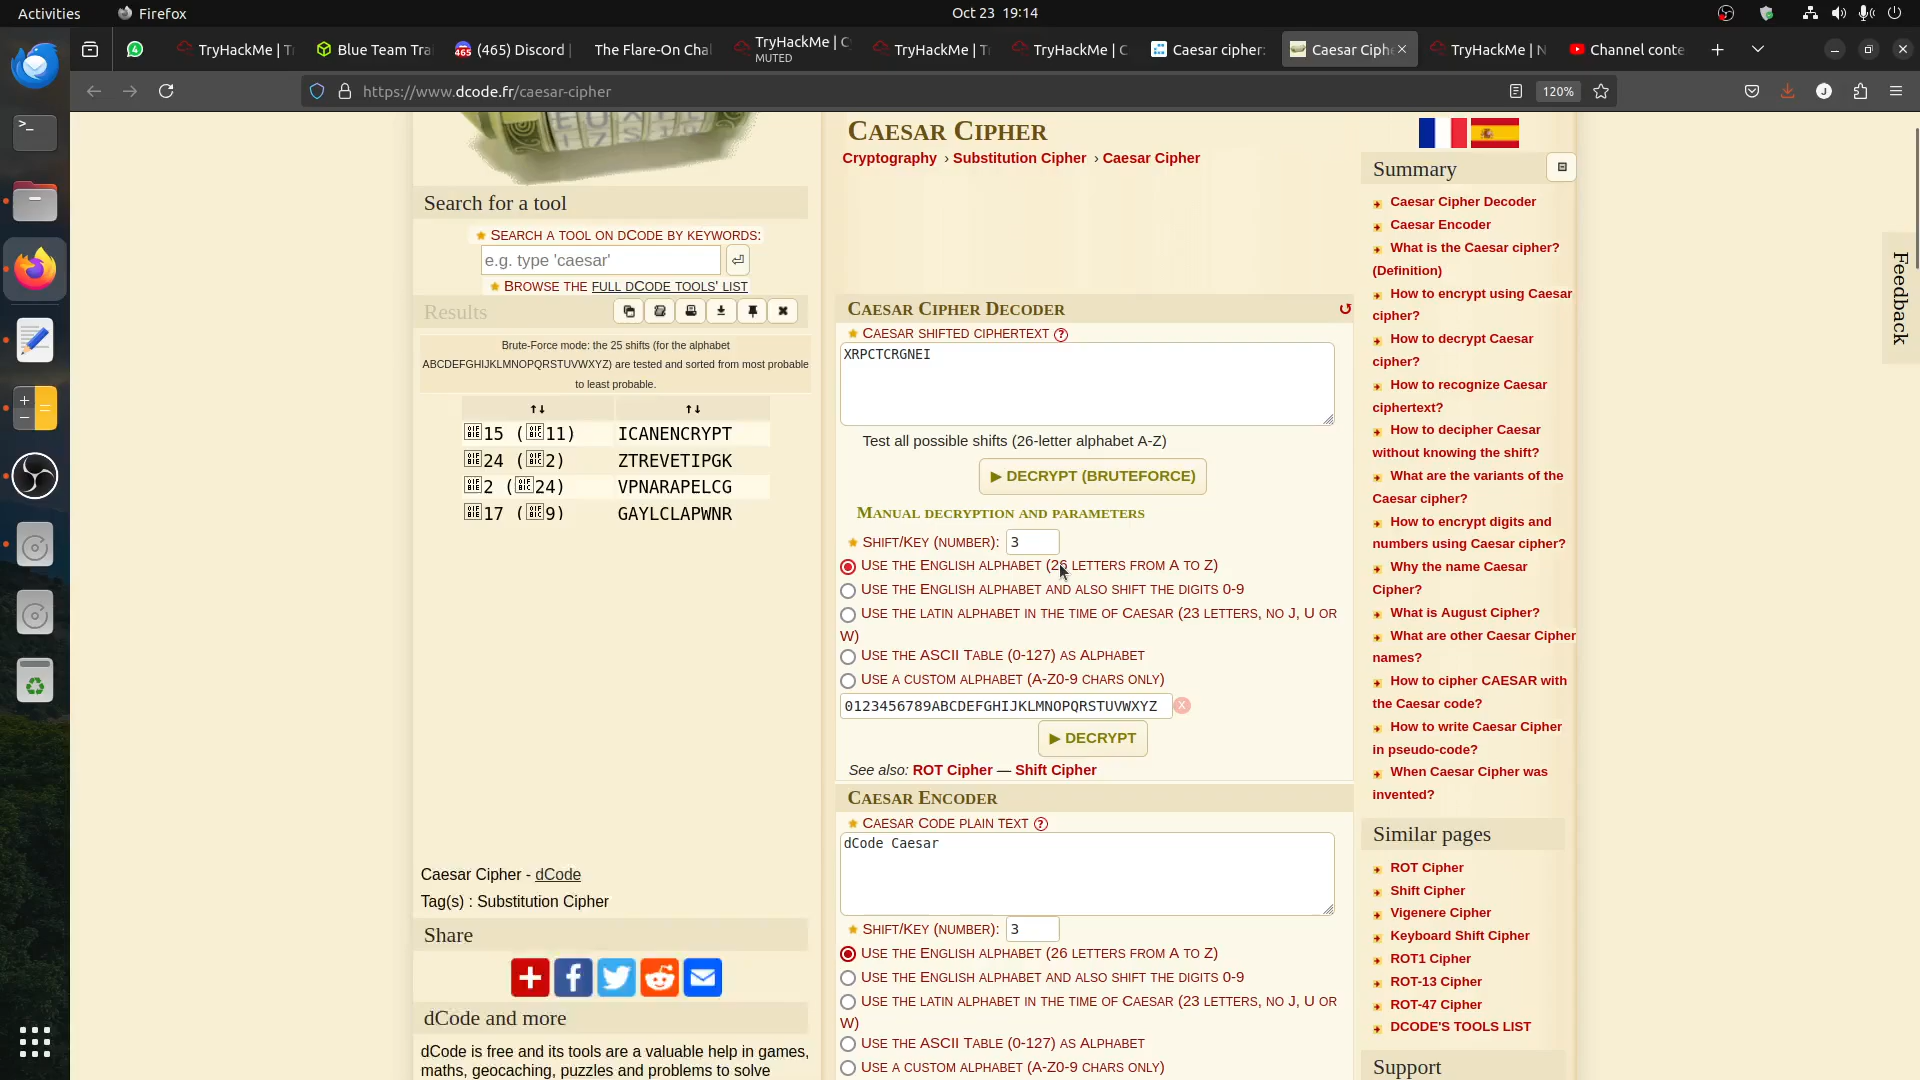 Activities
Firefox
Oct 23 19:14
TryHackMe | Tr
Blue Team Tra
(465) Discord |
The Flare-On Chal
TryHackMe | Cy
MUTED
TryHackMe | Tr
TryHackMe | C
Caesar cipher:
Caesar Ciph
TryHackMe | N
Channel conte
https://www.dcode.fr/caesar-cipher
120%
CAESAR CIPHER
Cryptography › Substitution Cipher › Caesar Cipher
Search for a tool
SEARCH A TOOL ON DCODE BY KEYWORDS:
e.g. type 'caesar'
BROWSE THE FULL DCODE TOOLS' LIST
Results
Brute-Force mode: the 25 shifts (for the alphabet
ABCDEFGHIJKLMNOPQRSTUVWXYZ) are tested and sorted from most probable
to least probable.
↑↓ ↑↓
15 (11) ICANENCRYPT
24 (2) ZTREVETIPGK
2 (24) VPNARAPELCG
17 (9) GAYLCLAPWNR
Caesar Cipher - dCode
Tag(s) : Substitution Cipher
Share
dCode and more
dCode is free and its tools are a valuable help in games,
maths, geocaching, puzzles and problems to solve
CAESAR CIPHER DECODER
CAESAR SHIFTED CIPHERTEXT ?
XRPCTCRGNEI
Test all possible shifts (26-letter alphabet A-Z)
▶ DECRYPT (BRUTEFORCE)
MANUAL DECRYPTION AND PARAMETERS
SHIFT/KEY (NUMBER): 3
USE THE ENGLISH ALPHABET (26 LETTERS FROM A TO Z)
USE THE ENGLISH ALPHABET AND ALSO SHIFT THE DIGITS 0-9
USE THE LATIN ALPHABET IN THE TIME OF CAESAR (23 LETTERS, NO J, U OR
W)
USE THE ASCII TABLE (0-127) AS ALPHABET
USE A CUSTOM ALPHABET (A-Z0-9 CHARS ONLY)
0123456789ABCDEFGHIJKLMNOPQRSTUVWXYZ X
▶ DECRYPT
See also: ROT Cipher — Shift Cipher
CAESAR ENCODER
CAESAR CODE PLAIN TEXT ?
dCode Caesar
SHIFT/KEY (NUMBER): 3
USE THE ENGLISH ALPHABET (26 LETTERS FROM A TO Z)
USE THE ENGLISH ALPHABET AND ALSO SHIFT THE DIGITS 0-9
USE THE LATIN ALPHABET IN THE TIME OF CAESAR (23 LETTERS, NO J, U OR
W)
USE THE ASCII TABLE (0-127) AS ALPHABET
USE A CUSTOM ALPHABET (A-Z0-9 CHARS ONLY)
Summary
Caesar Cipher Decoder
Caesar Encoder
What is the Caesar cipher?
(Definition)
How to encrypt using Caesar
cipher?
How to decrypt Caesar
cipher?
How to recognize Caesar
ciphertext?
How to decipher Caesar
without knowing the shift?
What are the variants of the
Caesar cipher?
How to encrypt digits and
numbers using Caesar cipher?
Why the name Caesar
Cipher?
What is August Cipher?
What are other Caesar Cipher
names?
How to cipher CAESAR with
the Caesar code?
How to write Caesar Cipher
in pseudo-code?
When Caesar Cipher was
invented?
Similar pages
ROT Cipher
Shift Cipher
Vigenere Cipher
Keyboard Shift Cipher
ROT1 Cipher
ROT-13 Cipher
ROT-47 Cipher
DCODE'S TOOLS LIST
Support
Feedback